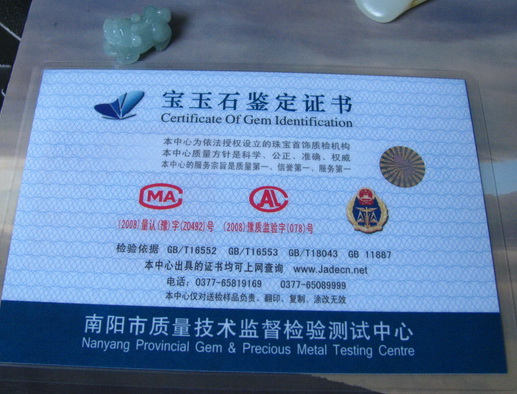 宝玉石鉴定证书
Certificate Of Gem Identification
本中心为依法授权设立的珠宝首饰质检机构
本中心质量方针是科学、公正、准确、权威
本中心的服务宗旨是质量第一、信誉第一、服务第一
MA
AL
(2008)量认(豫)字(Z0492)号 (2008)豫质监验字(078)号
检验依据 GB/T16552 GB/T16553 GB/T18043 GB 11887
本中心出具的证书均可上网查询 www.Jadecn.net
电话: 0377-65819169 0377-65089999
本中心仅对送检样品负责、翻印、复制、涂改无效
南阳市质量技术监督检验测试中心
Nanyang Provincial Gem & Precious Metal Testing Centre